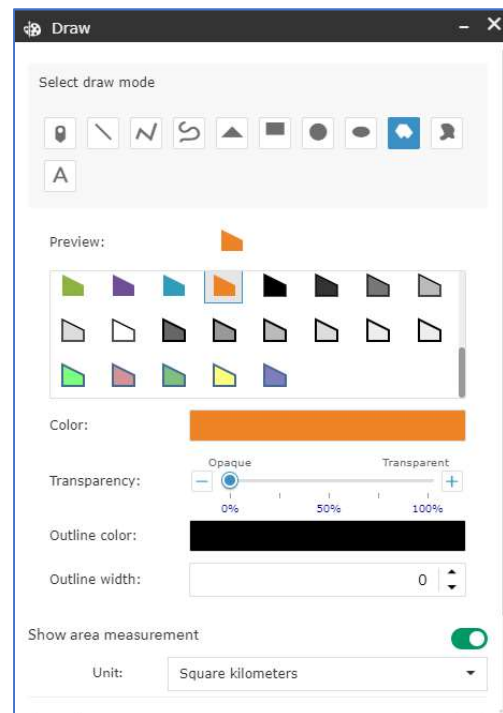 Draw
Select draw mode
A
Preview:
Color:
Opaque Transparent
Transparency:
0% 50% 100%
Outline color:
Outline width: 0
Show area measurement
Unit: Square kilometers